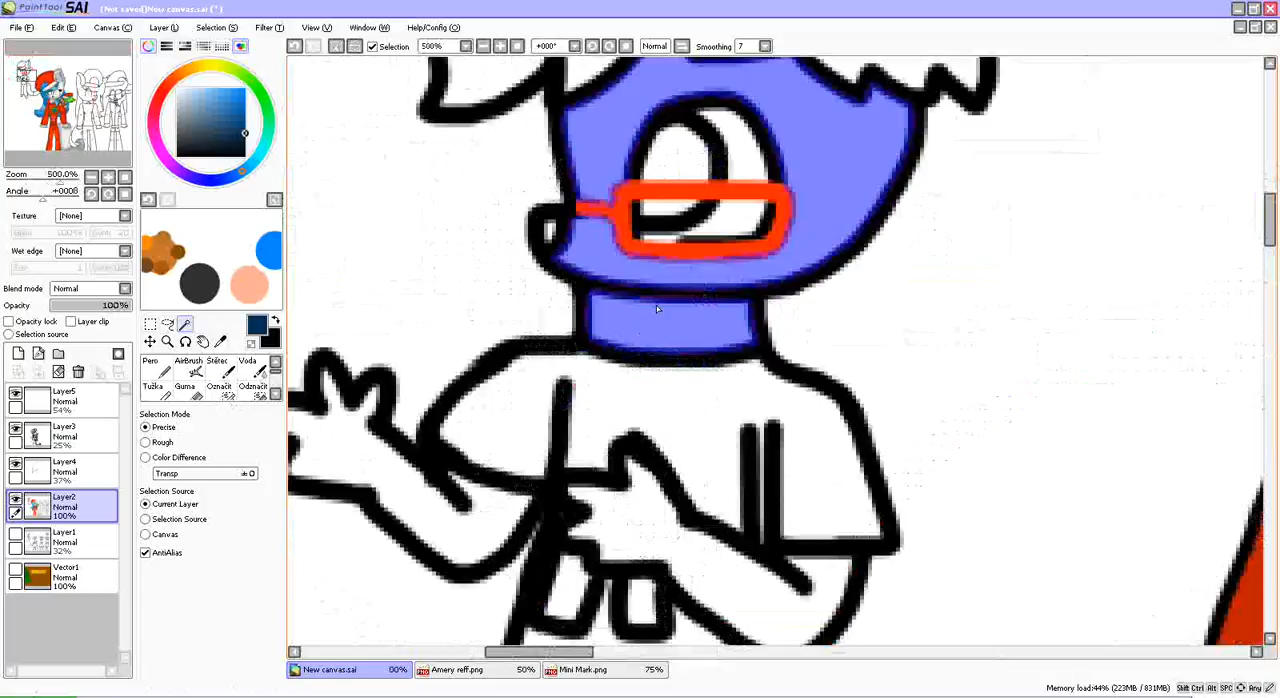 PaintTool SAI (Not saved)New canvas.sai (*)
File (F) Edit (E) Canvas (C) Layer (L) Selection (S) Filter (T) View (V) Window (W) Help/Config (O)
Selection 500% +000° Normal Smoothing 7
Zoom 500.0%
Angle +0008
Texture [None]
Wet edge [None]
Blend mode Normal
Opacity 100%
Opacity lock Layer clip
Selection source
Pero AirBrush Štětec Voda
Tužka Guma Označit Odznačit
Layer5
Normal
54%
Layer3
Normal
25%
Layer4
Normal
37%
Layer2
Normal
100%
Layer1
Normal
32%
Vector1
Normal
100%
Selection Mode
Precise
Rough
Color Difference
Transp ±0
Selection Source
Current Layer
Selection Source
Canvas
AntiAlias
New canvas.sai 00% Amery reff.png 50% Mini Mark.png 75%
Memory load:44% (223MB / 831MB) Shift Ctrl Alt SPC Any